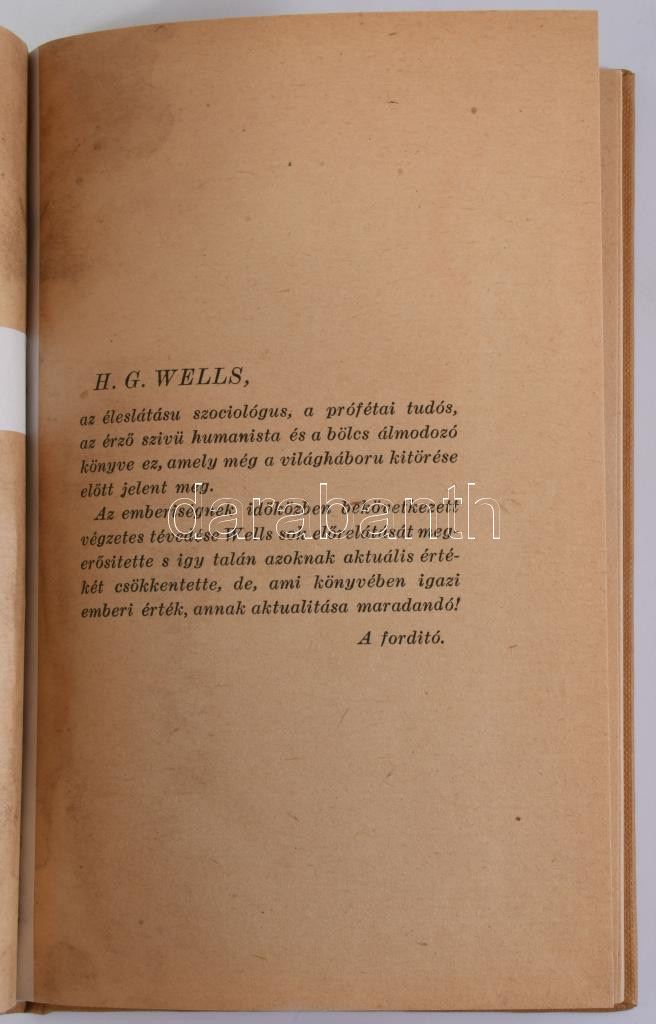 H. G. WELLS,
az éleslátásu szociológus, a prófétai tudós,
az érző szivü humanista és a bölcs álmodozó
könyve ez, amely még a világháboru kitörése
előtt jelent meg.
Az emberiségnek időközben bekövetkezett
végzetes tévedése Wells sok előrelátását meg-
erősitette s igy talán azoknak aktuális érté-
két csökkentette, de, ami könyvében igazi
emberi érték, annak aktualitása maradandó!
A forditó.
darabanth